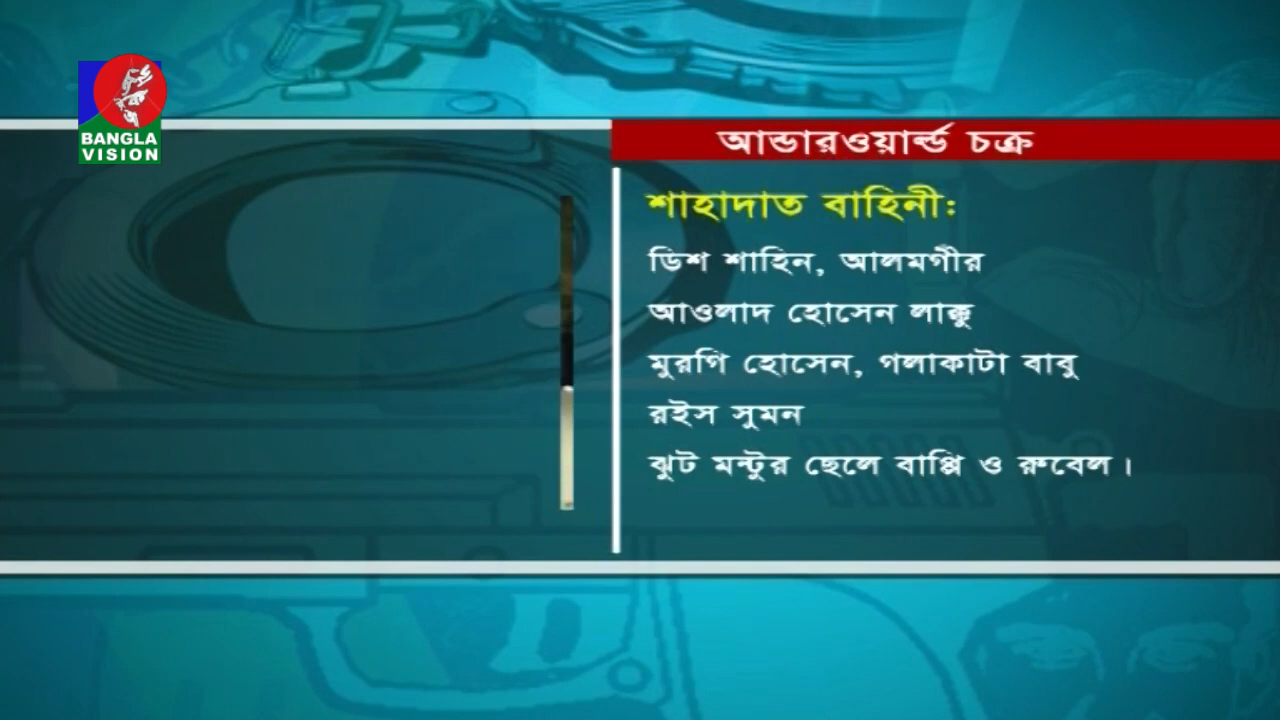 BANGLA
VISION
আন্ডারওয়ার্ল্ড চক্র
শাহাদাত বাহিনী:
ডিশ শাহিন, আলমগীর
আওলাদ হোসেন লাক্কু
মুরগি হোসেন, গলাকাটা বাবু
রইস সুমন
ঝুট মন্টুর ছেলে বাপ্পি ও রুবেল।